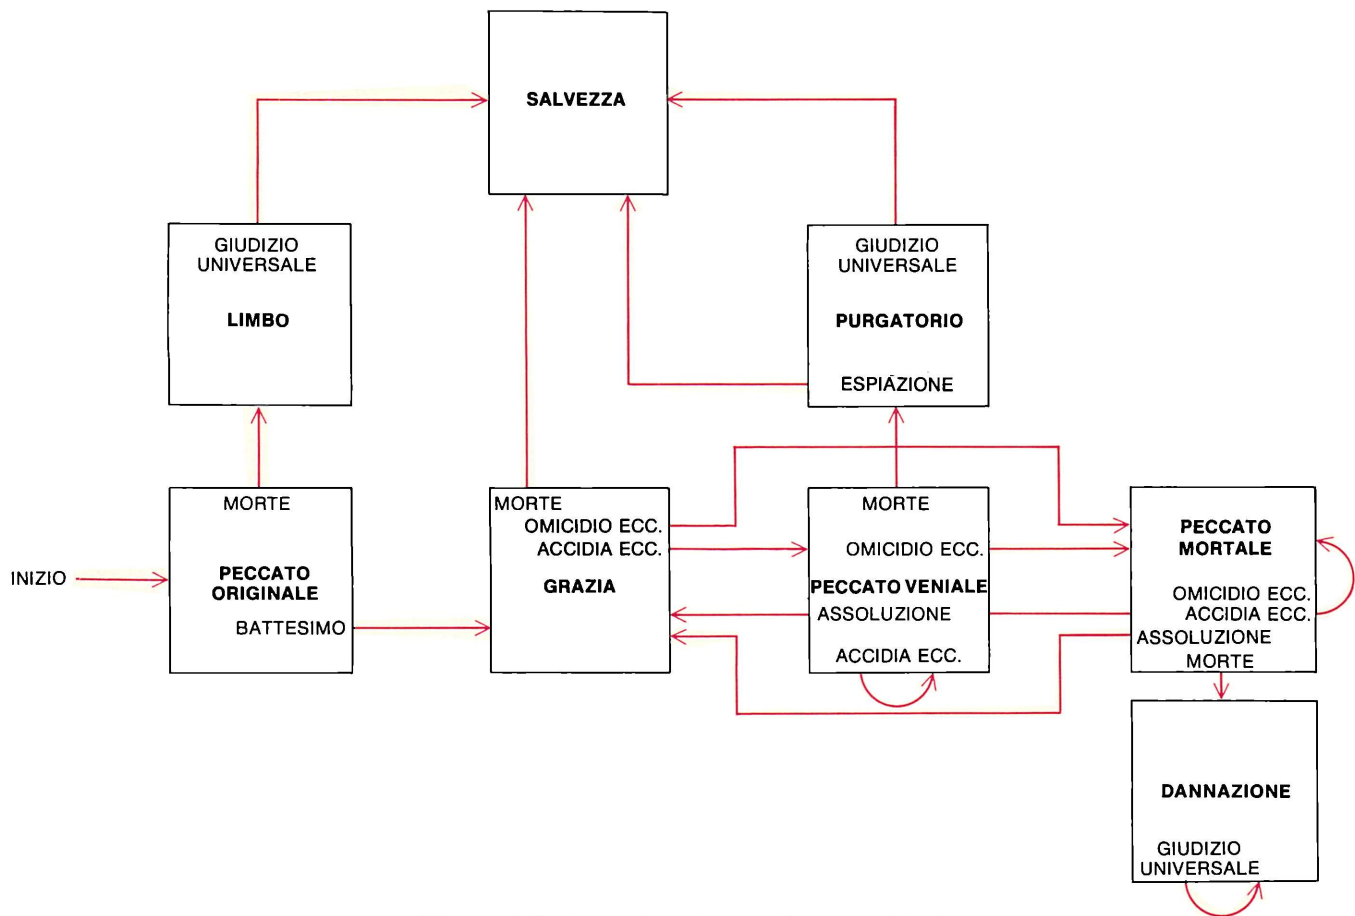 SALVEZZA
GIUDIZIO
UNIVERSALE
LIMBO
GIUDIZIO
UNIVERSALE
PURGATORIO
ESPIAZIONE
INIZIO
MORTE
PECCATO
ORIGINALE
BATTESIMO
MORTE
OMICIDIO ECC.
ACCIDIA ECC.
GRAZIA
MORTE
OMICIDIO ECC.
PECCATO VENIALE
ASSOLUZIONE
ACCIDIA ECC.
PECCATO
MORTALE
OMICIDIO ECC.
ACCIDIA ECC.
ASSOLUZIONE
MORTE
DANNAZIONE
GIUDIZIO
UNIVERSALE